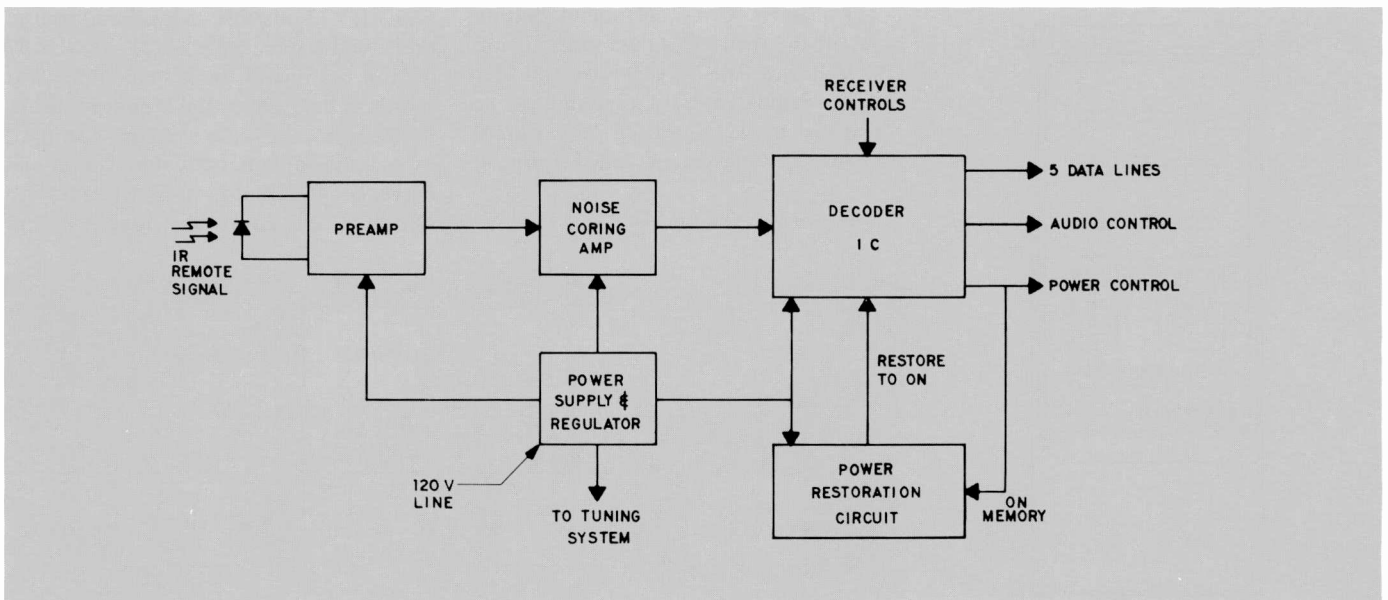 RECEIVER
CONTROLS
5 DATA LINES
DECODER
I C
AUDIO CONTROL
POWER CONTROL
NOISE
CORING
AMP
PREAMP
IR
REMOTE
SIGNAL
RESTORE
TO ON
POWER
SUPPLY &
REGULATOR
120 V
LINE
TO TUNING
SYSTEM
POWER
RESTORATION
CIRCUIT
ON
MEMORY